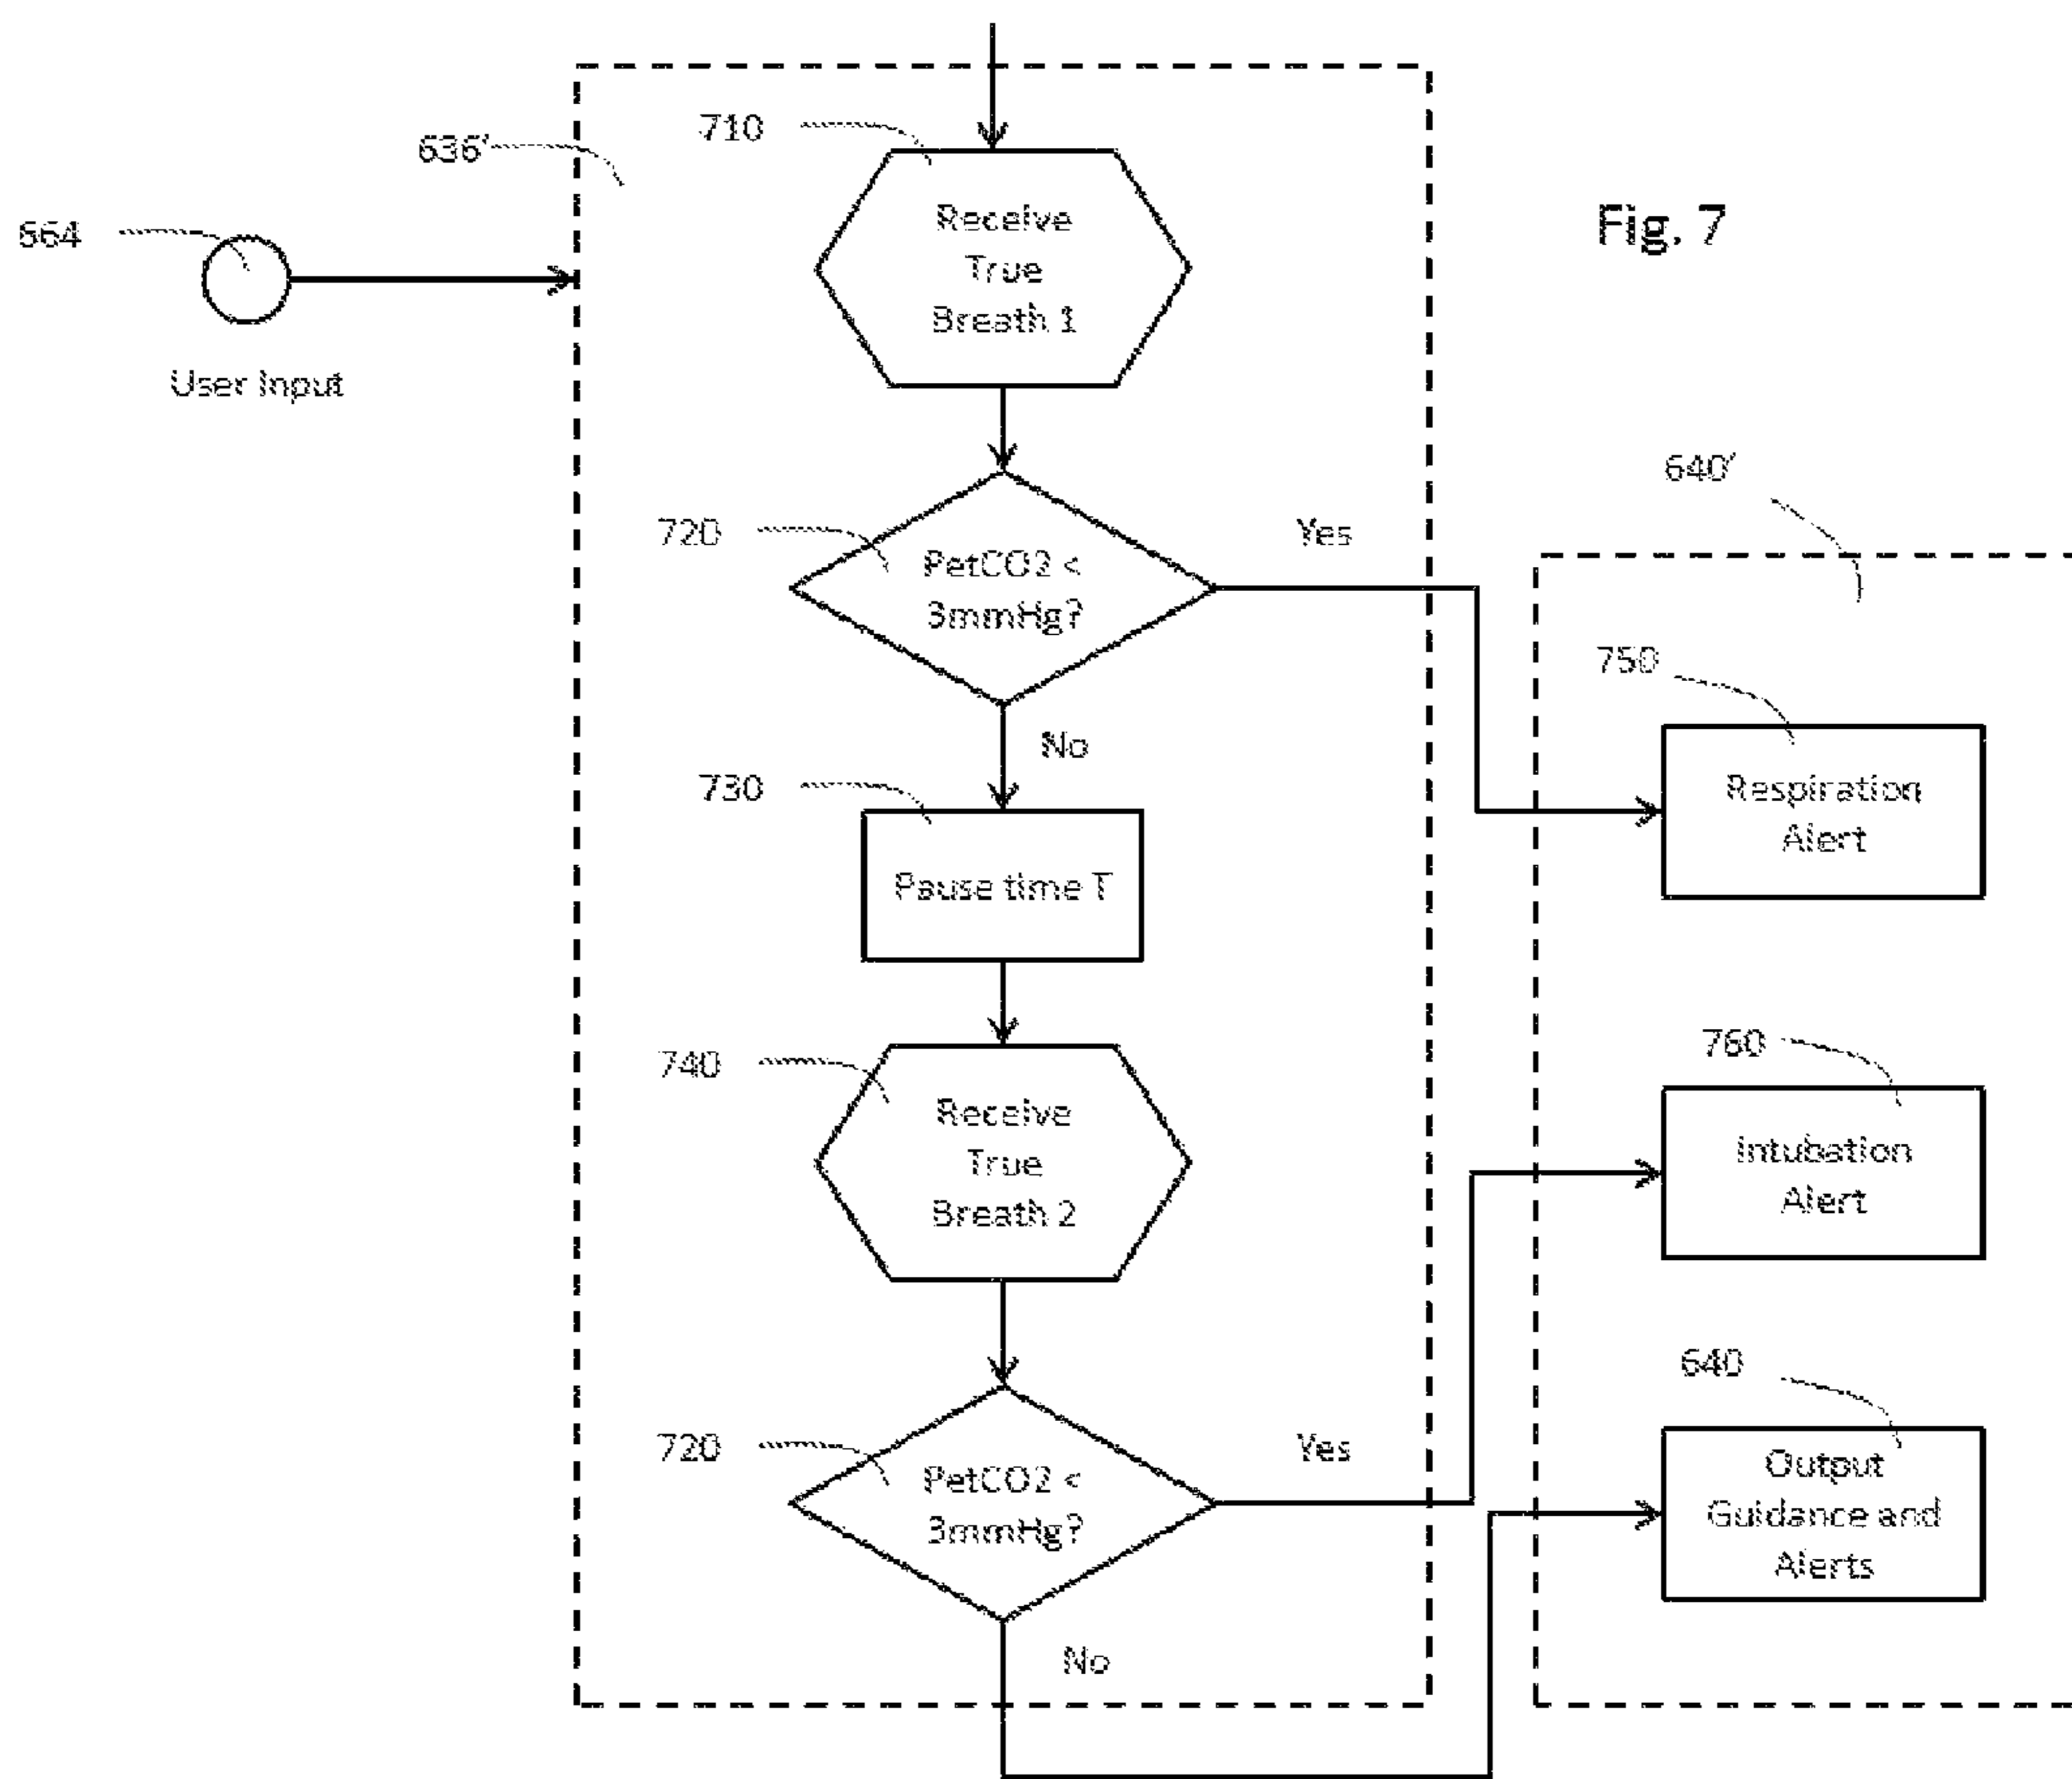 710
636’
664
Receive
True
Breath 1
Fig. 7
User Input
640’
720
Yes
PetCO2 <
3mmHg?
750
No
730
Respiration
Alert
Pause time T
760
740
Receive
True
Breath 2
Intubation
Alert
640
720
Yes
PetCO2 <
3mmHg?
Output
Guidance and
Alerts
No